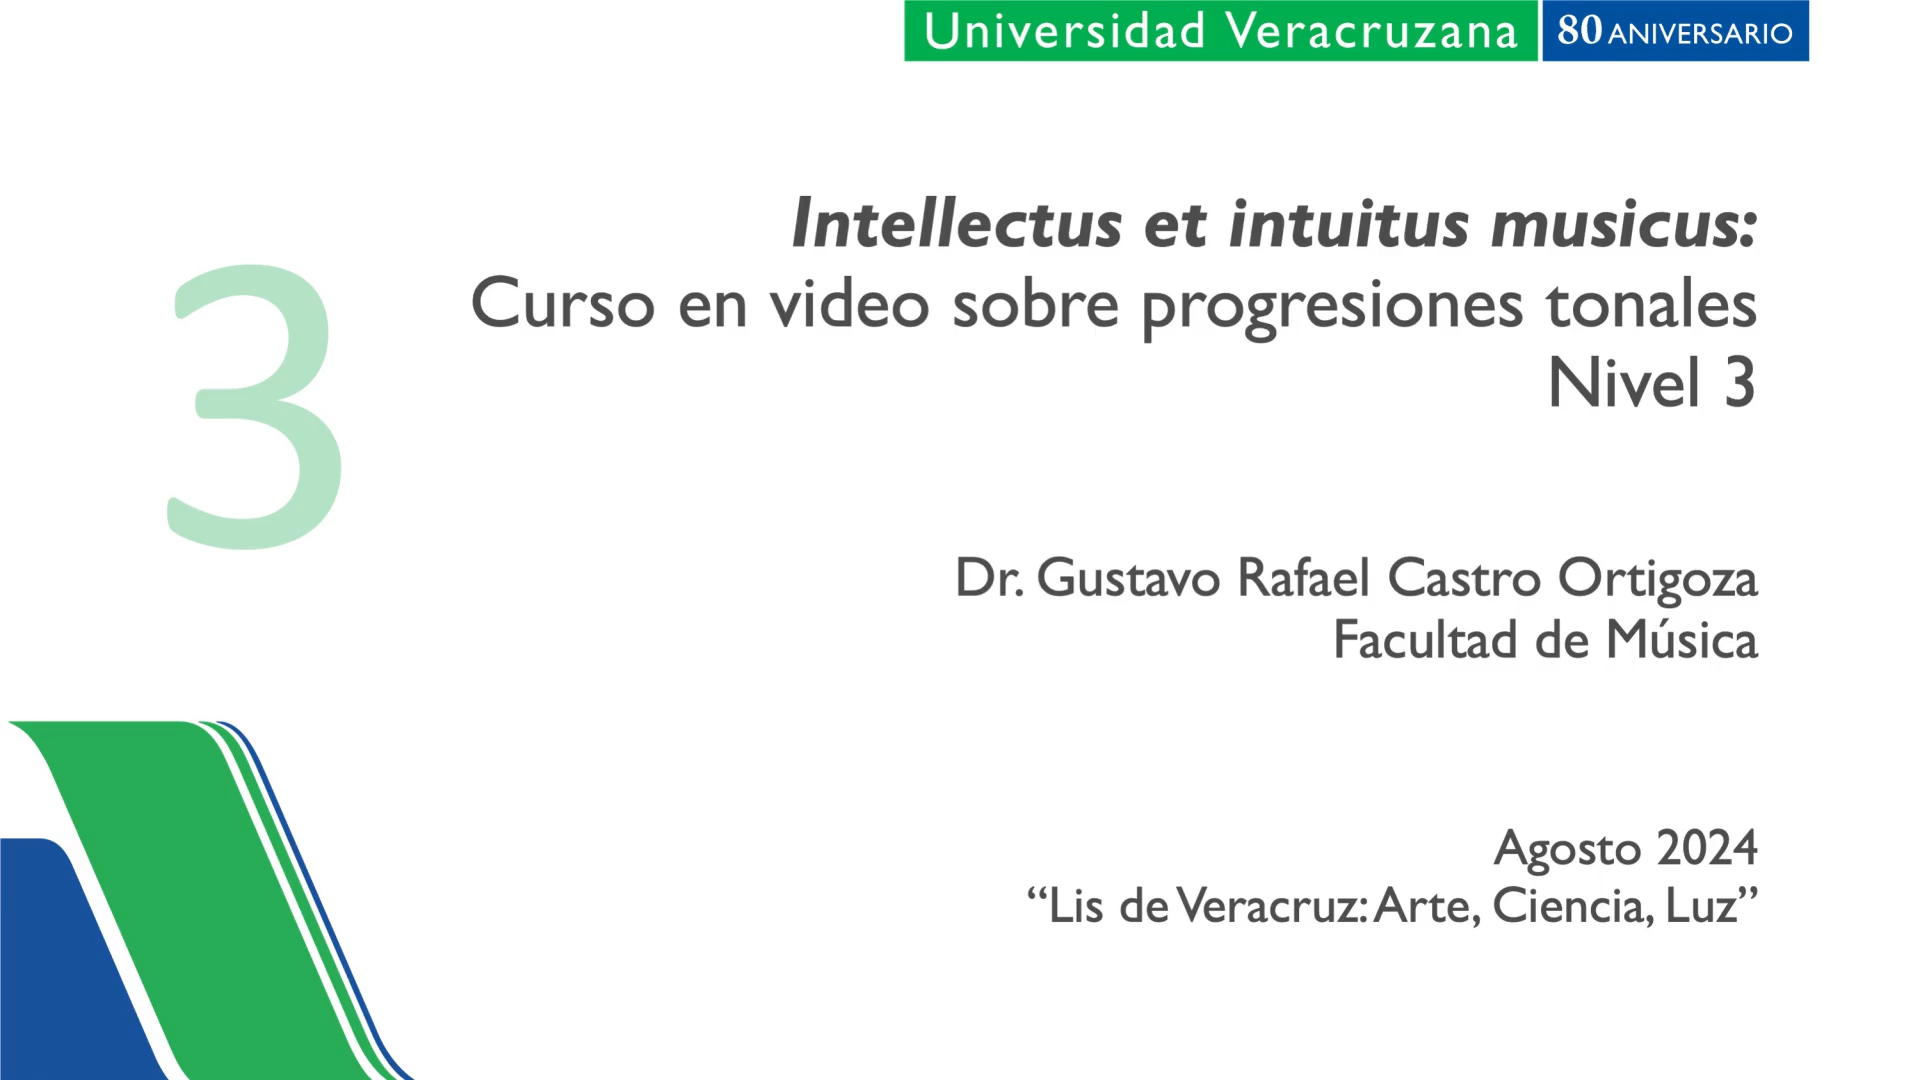 Universidad Veracruzana 80 ANIVERSARIO
Intellectus et intuitus musicus:
3
Curso en video sobre progresiones tonales
Nivel 3
Dr. Gustavo Rafael Castro Ortigoza
Facultad de Música
Agosto 2024
“Lis de Veracruz: Arte, Ciencia, Luz”